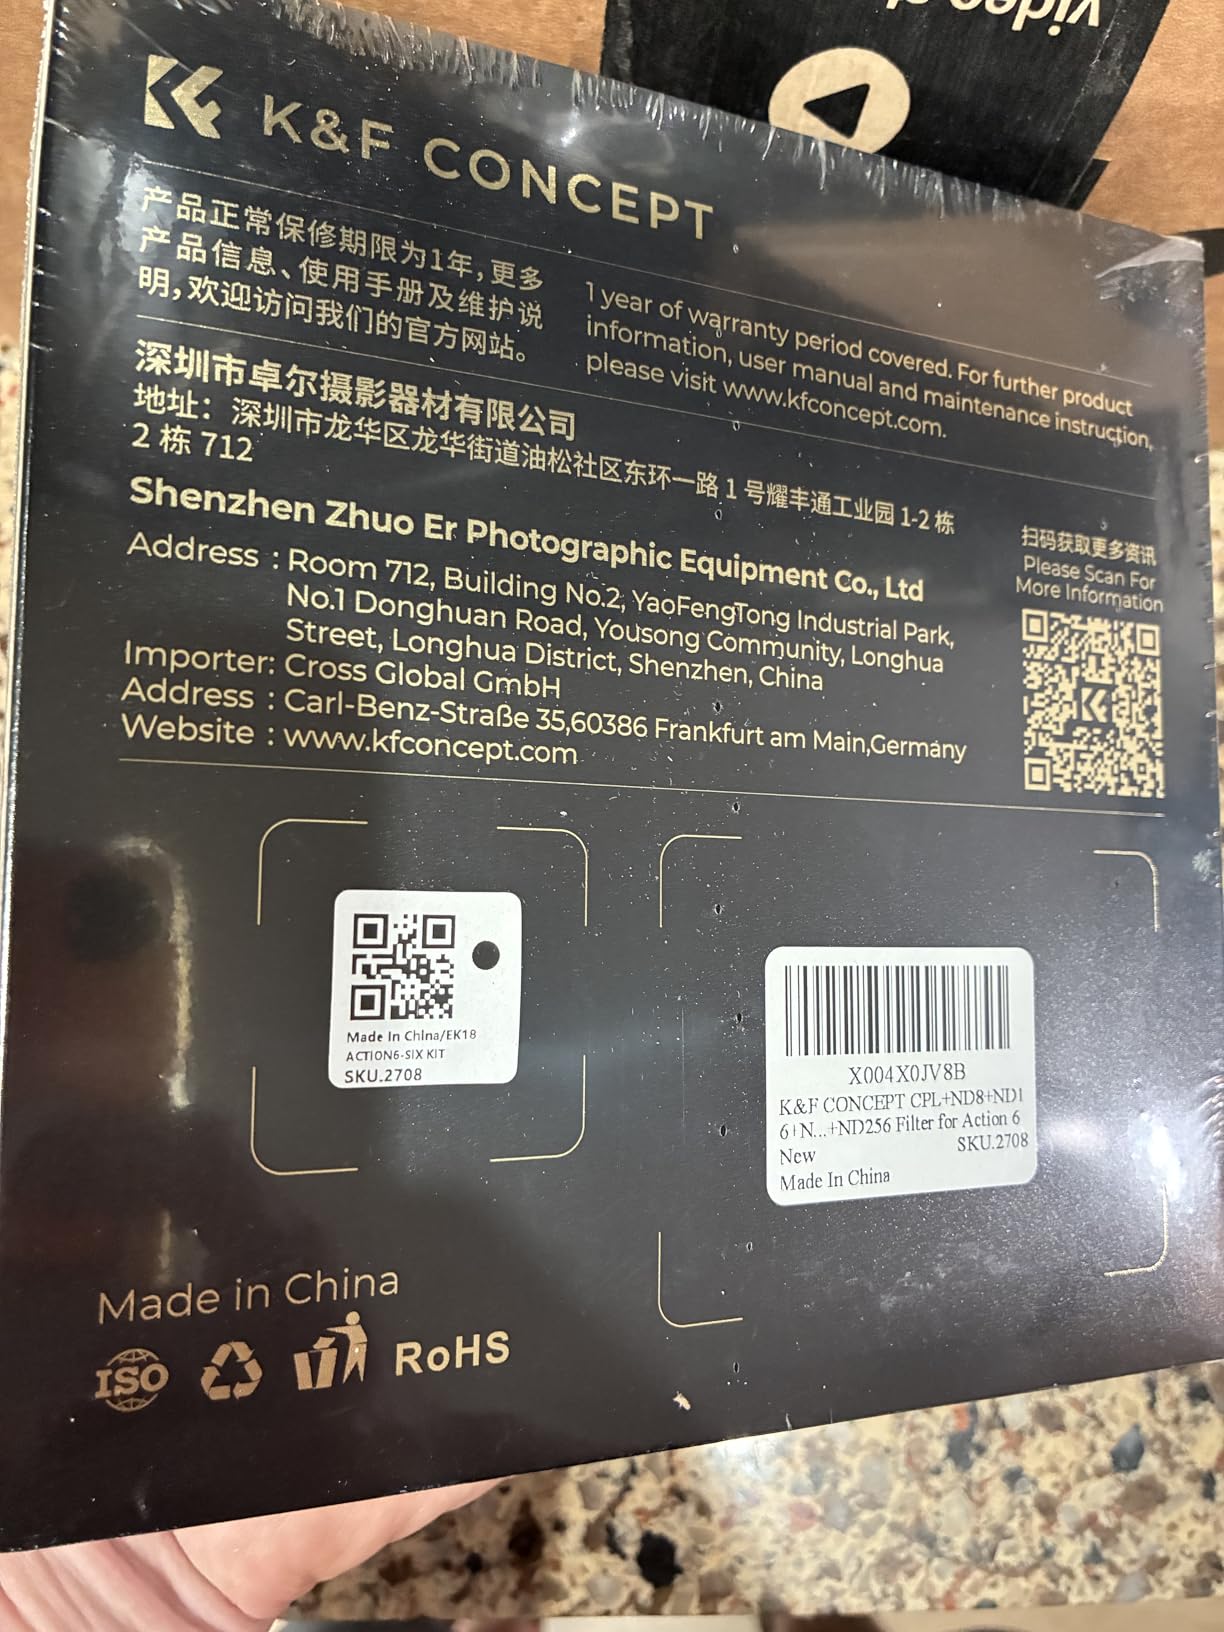 video
K&F CONCEPT
产品正常保修期限为1年，更多
产品信息、使用手册及维护说
明，欢迎访问我们的官方网站。
1 year of warranty period covered. For further product
information, user manual and maintenance instruction,
please visit www.kfconcept.com.
深圳市卓尔摄影器材有限公司
地址：深圳市龙华区龙华街道油松社区东环一路 1 号耀丰通工业园 1-2 栋
2 栋 712
Shenzhen Zhuo Er Photographic Equipment Co., Ltd
Address : Room 712, Building No.2, YaoFengTong Industrial Park,
No.1 Donghuan Road, Yousong Community, Longhua
Street, Longhua District, Shenzhen, China
Importer: Cross Global GmbH
Address : Carl-Benz-Straße 35,60386 Frankfurt am Main,Germany
Website : www.kfconcept.com
扫码获取更多资讯
Please Scan For
More Information
Made In China/EK18
ACTION6-SIX KIT
SKU.2708
X004X0JV8B
K&F CONCEPT CPL+ND8+ND1
6+N...+ND256 Filter for Action 6
SKU.2708
New
Made In China
Made in China
ISO
RoHS